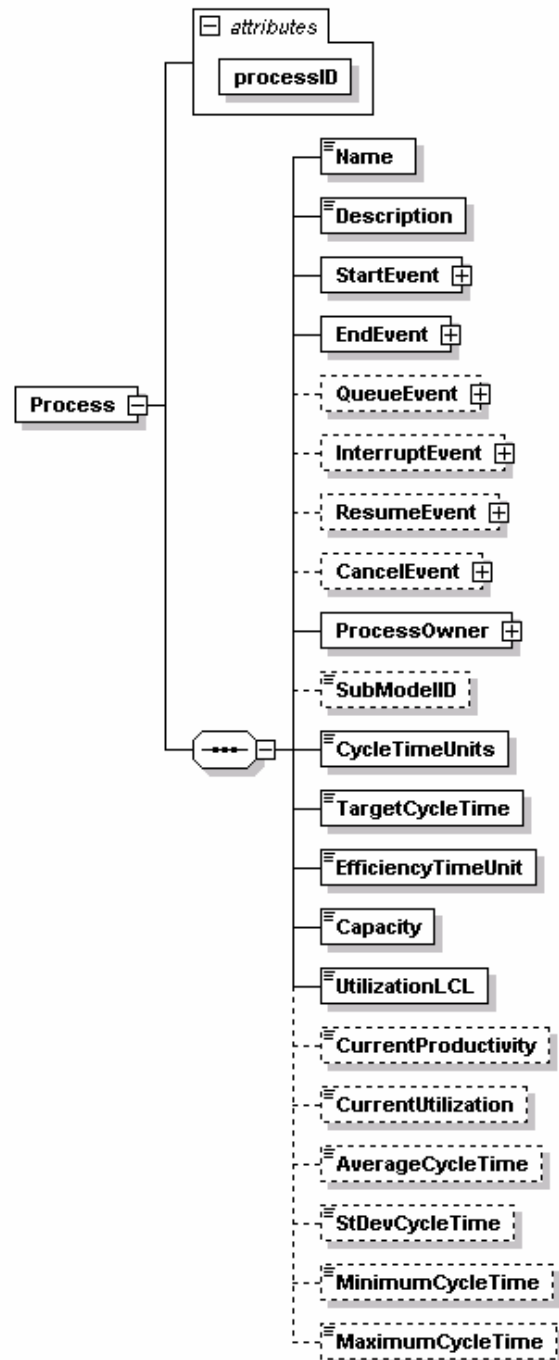 attributes
processID
Name
Description
StartEvent
EndEvent
Process
QueueEvent
InterruptEvent
ResumeEvent
CancelEvent
ProcessOwner
SubModelID
CycleTimeUnits
TargetCycleTime
EfficiencyTimeUnit
Capacity
UtilizationLCL
CurrentProductivity
CurrentUtilization
AverageCycleTime
StDevCycleTime
MinimumCycleTime
MaximumCycleTime